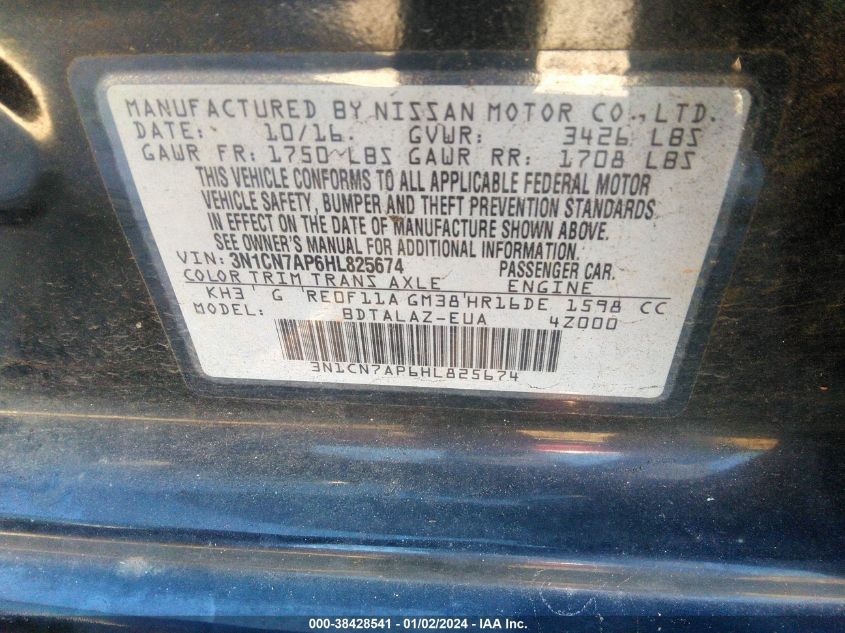 MANUFACTURED BY NISSAN MOTOR CO., LTD.
DATE: 10/16. GVWR: 3426 LBS
GAWR FR: 1750 LBS GAWR RR: 1708 LBS
THIS VEHICLE CONFORMS TO ALL APPLICABLE FEDERAL MOTOR
VEHICLE SAFETY, BUMPER AND THEFT PREVENTION STANDARDS
IN EFFECT ON THE DATE OF MANUFACTURE SHOWN ABOVE.
SEE OWNER'S MANUAL FOR ADDITIONAL INFORMATION.
VIN: 3N1CN7AP6HL825674 PASSENGER CAR.
COLOR TRIM TRANS AXLE ENGINE
KH3 G RE0F11A GM38 HR16DE 1598 CC
MODEL: BDTALAZ-EUA 4Z000
3N1CN7AP6HL825674
000-38428541 - 01/02/2024 - IAA Inc.